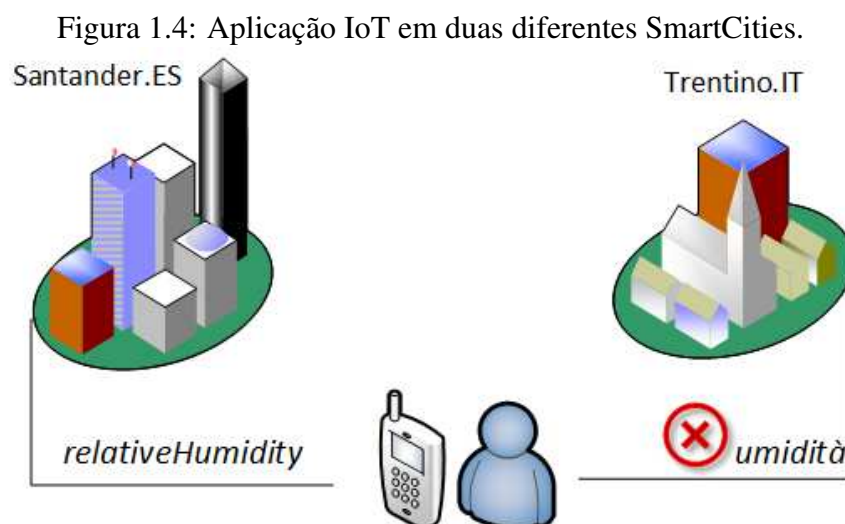 Figura 1.4: Aplicação IoT em duas diferentes SmartCities.
Santander.ES
Trentino.IT
relativeHumidity
umidità